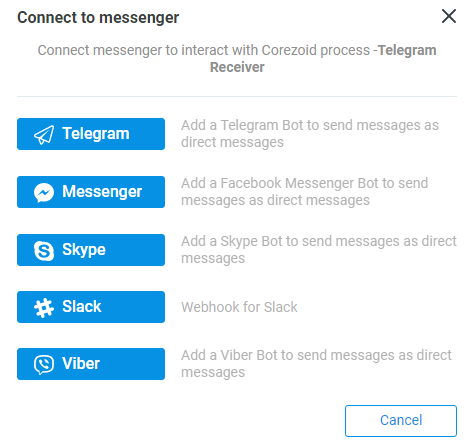 Connect to messenger
Connect messenger to interact with Corezoid process -Telegram
Receiver
Telegram
Add a Telegram Bot to send messages as
direct messages
Messenger
Add a Facebook Messenger Bot to send
messages as direct messages
Skype
Add a Skype Bot to send messages as direct
messages
Slack
Webhook for Slack
Viber
Add a Viber Bot to send messages as direct
messages
Cancel